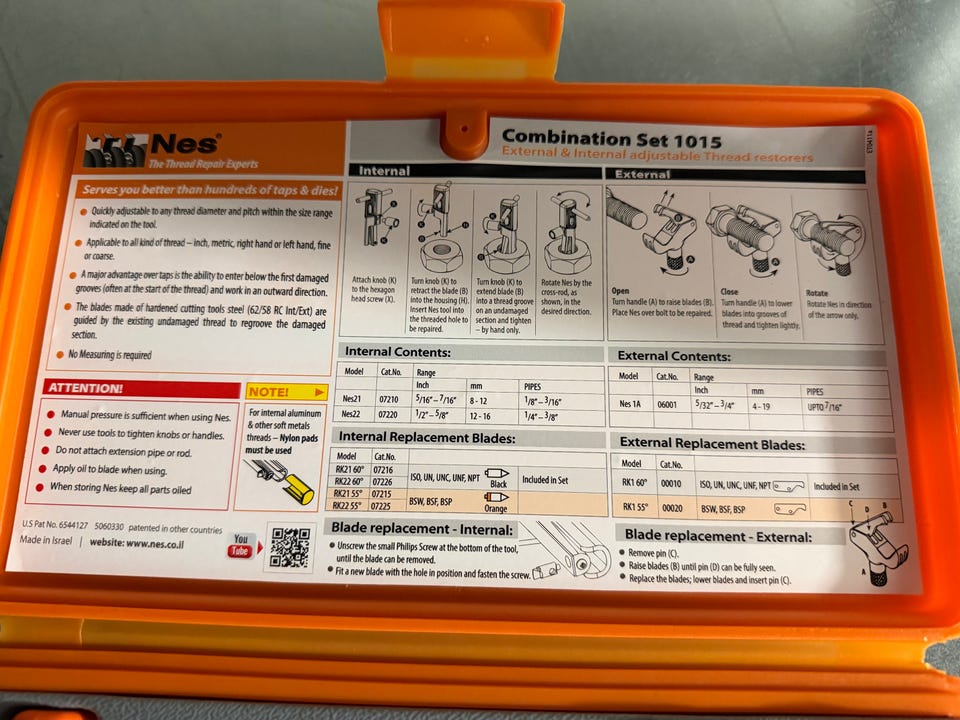 Nes®
The Thread Repair Experts
Combination Set 1015
External & Internal adjustable Thread restorers
ET0411a
Serves you better than hundreds of taps & dies!
Quickly adjustable to any thread diameter and pitch within the size range
indicated on the tool.
Applicable to all kind of thread – inch, metric, right hand or left hand, fine
or coarse.
A major advantage over taps is the ability to enter below the first damaged
grooves (often at the start of the thread) and work in an outward direction.
The blades made of hardened cutting tools steel (62/58 RC Int/Ext) are
guided by the existing undamaged thread to regroove the damaged
section.
No Measuring is required
ATTENTION!
Manual pressure is sufficient when using Nes.
Never use to tighten knobs or handles.
Do not attach extension pipe or rod.
Apply oil to blade when using.
When storing Nes keep all parts oiled
NOTE!
For internal aluminum
& other soft metals
threads – Nylon pads
must be used
U.S Pat No. 6544127 5060330 patented in other countries
Made in Israel | website: www.nes.co.il
You
Tube
Internal
Attach knob (K)
to the hexagon
head screw (X).
Turn knob (K) to
retract the blade (B)
into the housing (H).
Insert Nes tool into
the threaded hole to
be repaired.
Turn knob (K) to
extend blade (B)
into a thread groove
on an undamaged
section and tighten
– by hand only.
Rotate Nes by the
cross-rod, as
shown, in the
desired direction.
External
Open
Turn handle (A) to raise blades (B).
Place Nes over bolt to be repaired.
Close
Turn handle (A) to lower
blades into grooves of
thread and tighten lightly.
Rotate
Rotate Nes in direction
of the arrow only.
Internal Contents:
Model Cat.No. Range
Inch mm PIPES
Nes21 07210 5/16"– 7/16" 8 - 12 1/8"– 3/16"
Nes22 07220 1/2"– 5/8" 12 - 16 1/4"– 3/8"
Internal Replacement Blades:
Model Cat.No.
RK21 60° 07216
RK22 60° 07226
ISO, UN, UNC, UNF, NPT Black Included in Set
RK21 55° 07215
RK22 55° 07225
BSW, BSF, BSP Orange
Blade replacement - Internal:
Unscrew the small Philips Screw at the bottom of the tool,
until the blade can be removed.
Fit a new blade with the hole in position and fasten the screw.
External Contents:
Model Cat.No. Range
Inch mm PIPES
Nes 1A 06001 5/32"– 3/4" 4 - 19 UPTO 7/16"
External Replacement Blades:
Model Cat.No.
RK1 60° 00010 ISO, UN, UNC, UNF, NPT Included in Set
RK1 55° 00020 BSW, BSF, BSP
Blade replacement - External:
Remove pin (C).
Raise blades (B) until pin (D) can be fully seen.
Replace the blades; lower blades and insert pin (C).
C
D
B
A